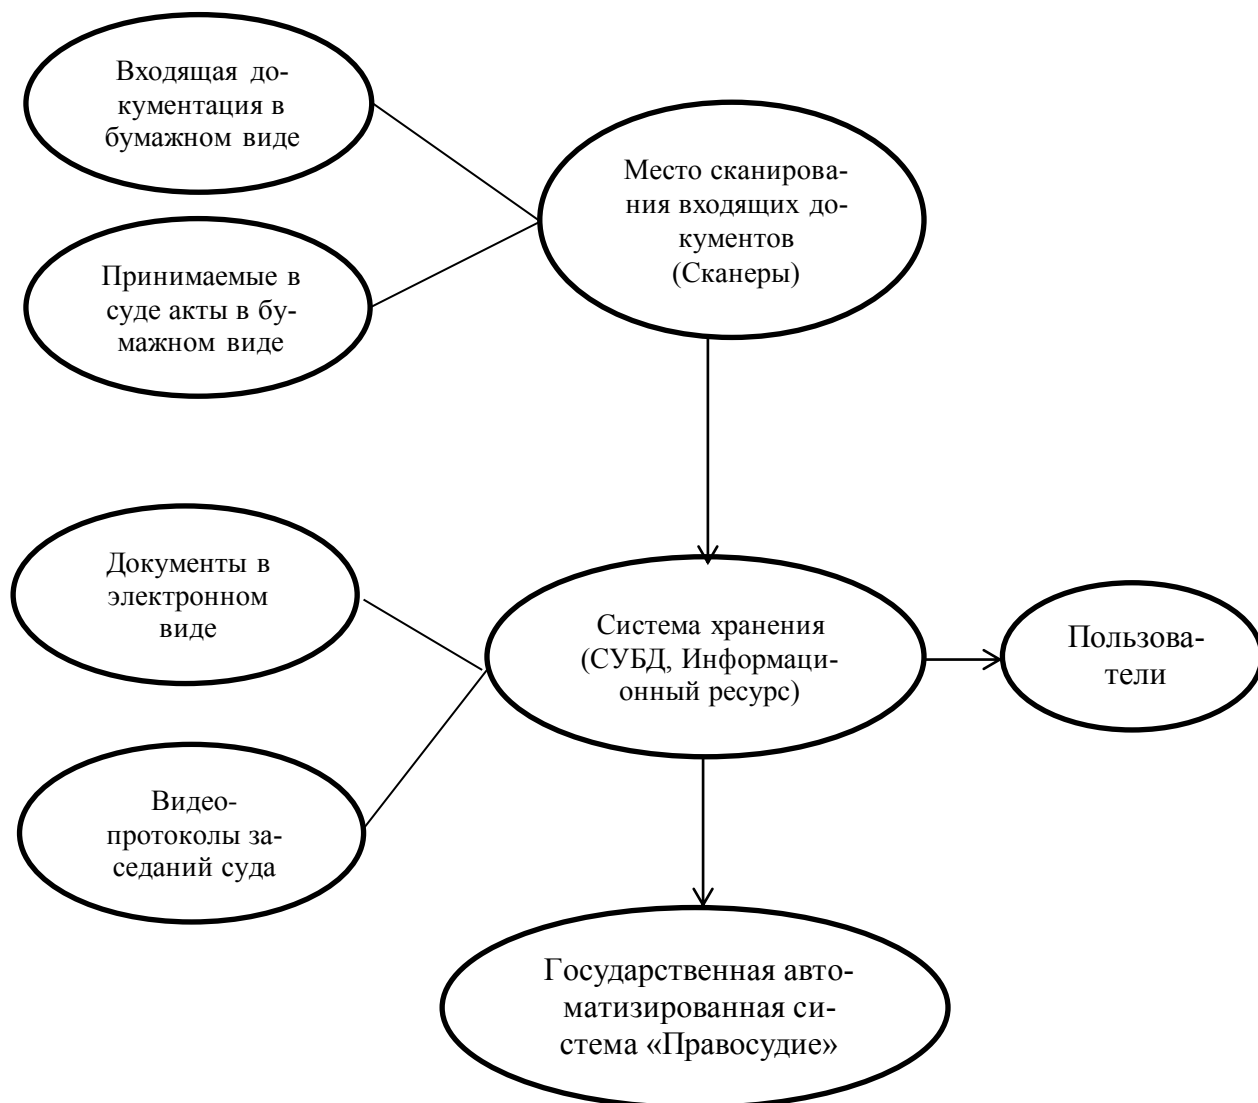 Входящая до-
кументация в
бумажном виде
Место сканирова-
ния входящих до-
кументов
(Сканеры)
Принимаемые в
суде акты в бу-
мажном виде
Документы в
электронном
виде
Система хранения
(СУБД, Информаци-
онный ресурс)
Пользова-
тели
Видео-
протоколы за-
седаний суда
Государственная авто-
матизированная си-
стема «Правосудие»